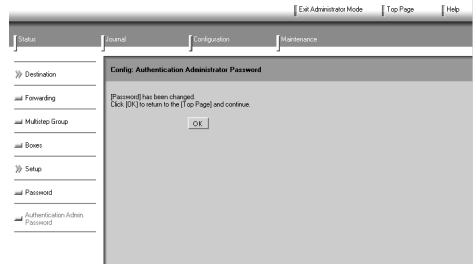 Exit Administrator Mode
Top Page
Help
Status
Journal
Configuration
Maintenance
Destination
Forwarding
Multistep Group
Boxes
Setup
Password
Authentication Admin.
Password
Config: Authentication Administrator Password
[Password] has been changed.
Click [OK] to return to the [Top Page] and continue.
OK